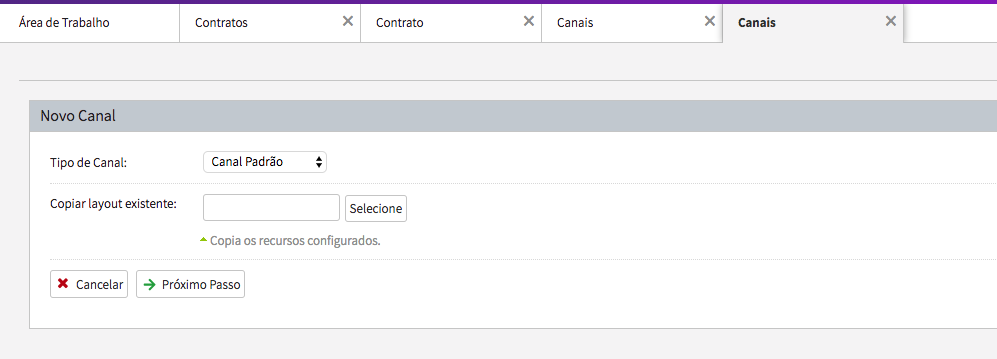 Área de Trabalho
Contratos
Contrato
Canais
Canais
Novo Canal
Tipo de Canal:
Canal Padrão
Copiar layout existente:
Selecione
Copia os recursos configurados.
Cancelar
Próximo Passo